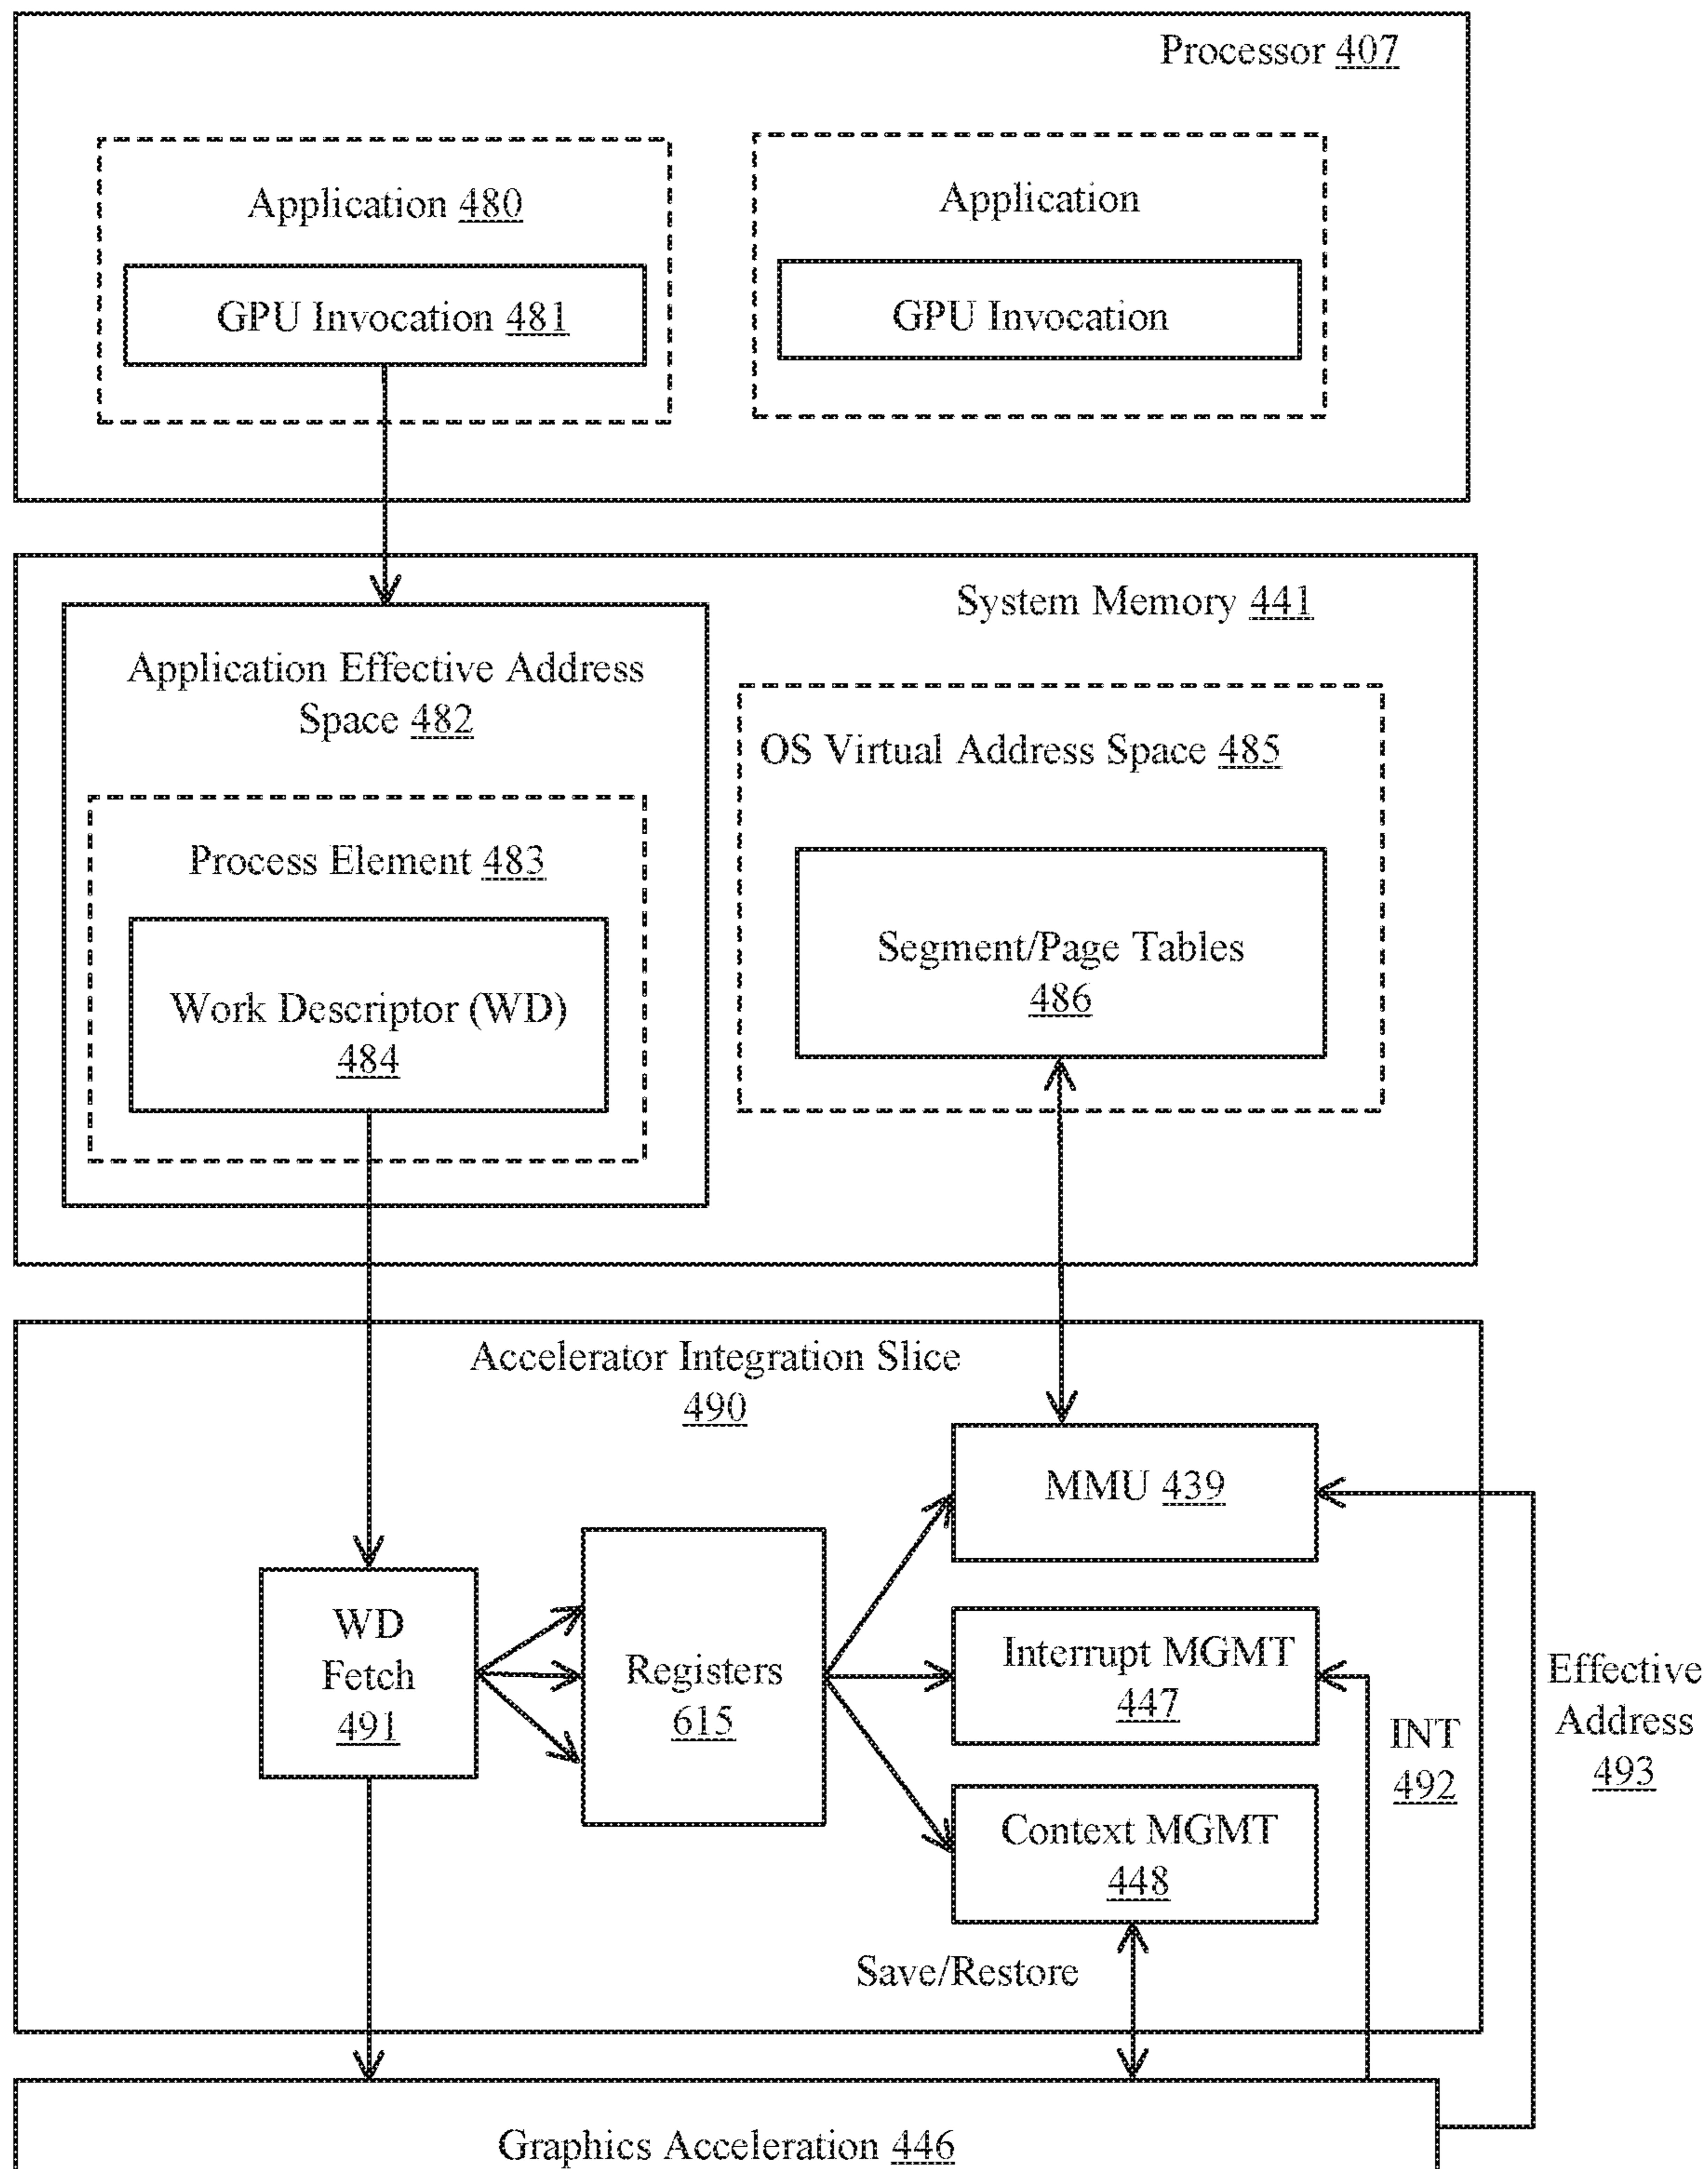 Processor 407
Application 480
GPU Invocation 481
Application
GPU Invocation
System Memory 441
Application Effective Address
Space 482
Process Element 483
Work Descriptor (WD)
484
OS Virtual Address Space 485
Segment/Page Tables
486
Accelerator Integration Slice
490
MMU 439
WD
Fetch
491
Registers
615
Interrupt MGMT
447
Context MGMT
448
Save/Restore
INT
492
Effective
Address
493
Graphics Acceleration 446